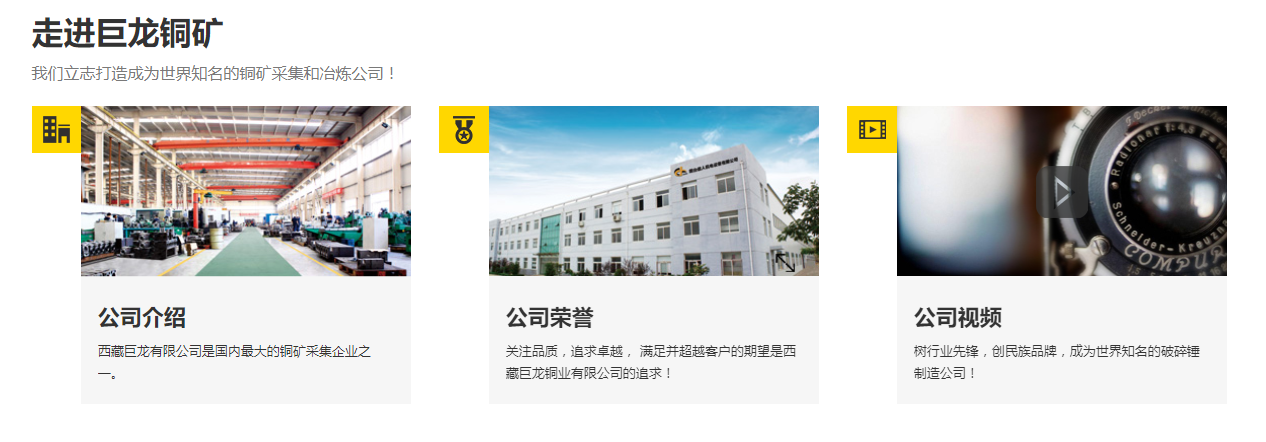 走进巨龙铜矿
我们立志打造成为世界知名的铜矿采集和冶炼公司！
公司介绍
西藏巨龙有限公司是国内最大的铜矿采集企业之
一。
公司荣誉
关注品质，追求卓越， 满足并超越客户的期望是西
藏巨龙铜业有限公司的追求！
Radionar f:4,8 F=
Schneider-Kreuzna
COMPUR
公司视频
树行业先锋，创民族品牌，成为世界知名的破碎锤
制造公司！